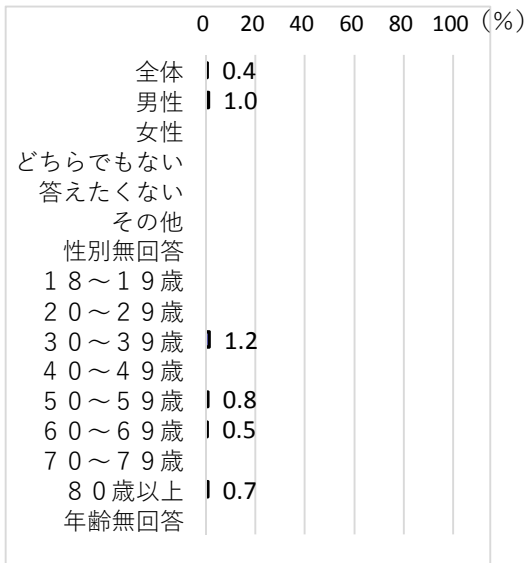 0 20 40 60 80 100 (%)
全体 0.4
男性 1.0
女性
どちらでもない
答えたくない
その他
性別無回答
１８～１９歳
２０～２９歳
３０～３９歳 1.2
４０～４９歳
５０～５９歳 0.8
６０～６９歳 0.5
７０～７９歳
８０歳以上 0.7
年齢無回答